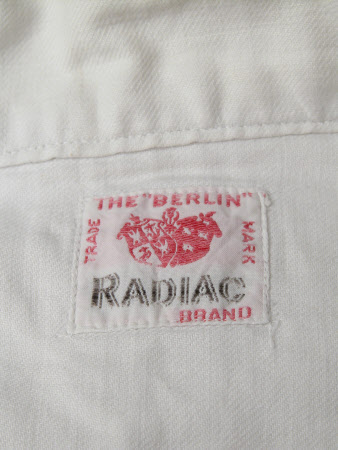 THE "BERLIN"
TRADE MARK
RADIAC
BRAND